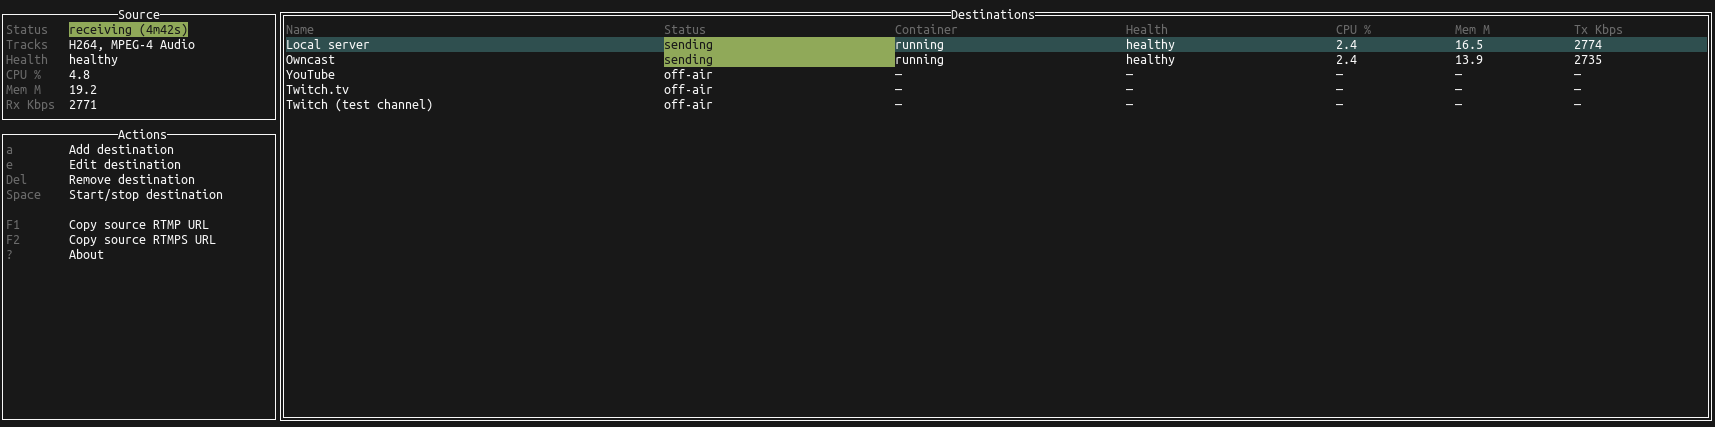 Source
Status receiving (4m42s)
Tracks H264, MPEG-4 Audio
Health healthy
CPU % 4.8
Mem M 19.2
Rx Kbps 2771
Actions
a Add destination
e Edit destination
Del Remove destination
Space Start/stop destination
F1 Copy source RTMP URL
F2 Copy source RTMPS URL
? About
Destinations
Name Status Container Health CPU % Mem M Tx Kbps
Local server sending running healthy 2.4 16.5 2774
Owncast sending running healthy 2.4 13.9 2735
YouTube off-air — — — — —
Twitch.tv off-air — — — — —
Twitch (test channel) off-air — — — — —